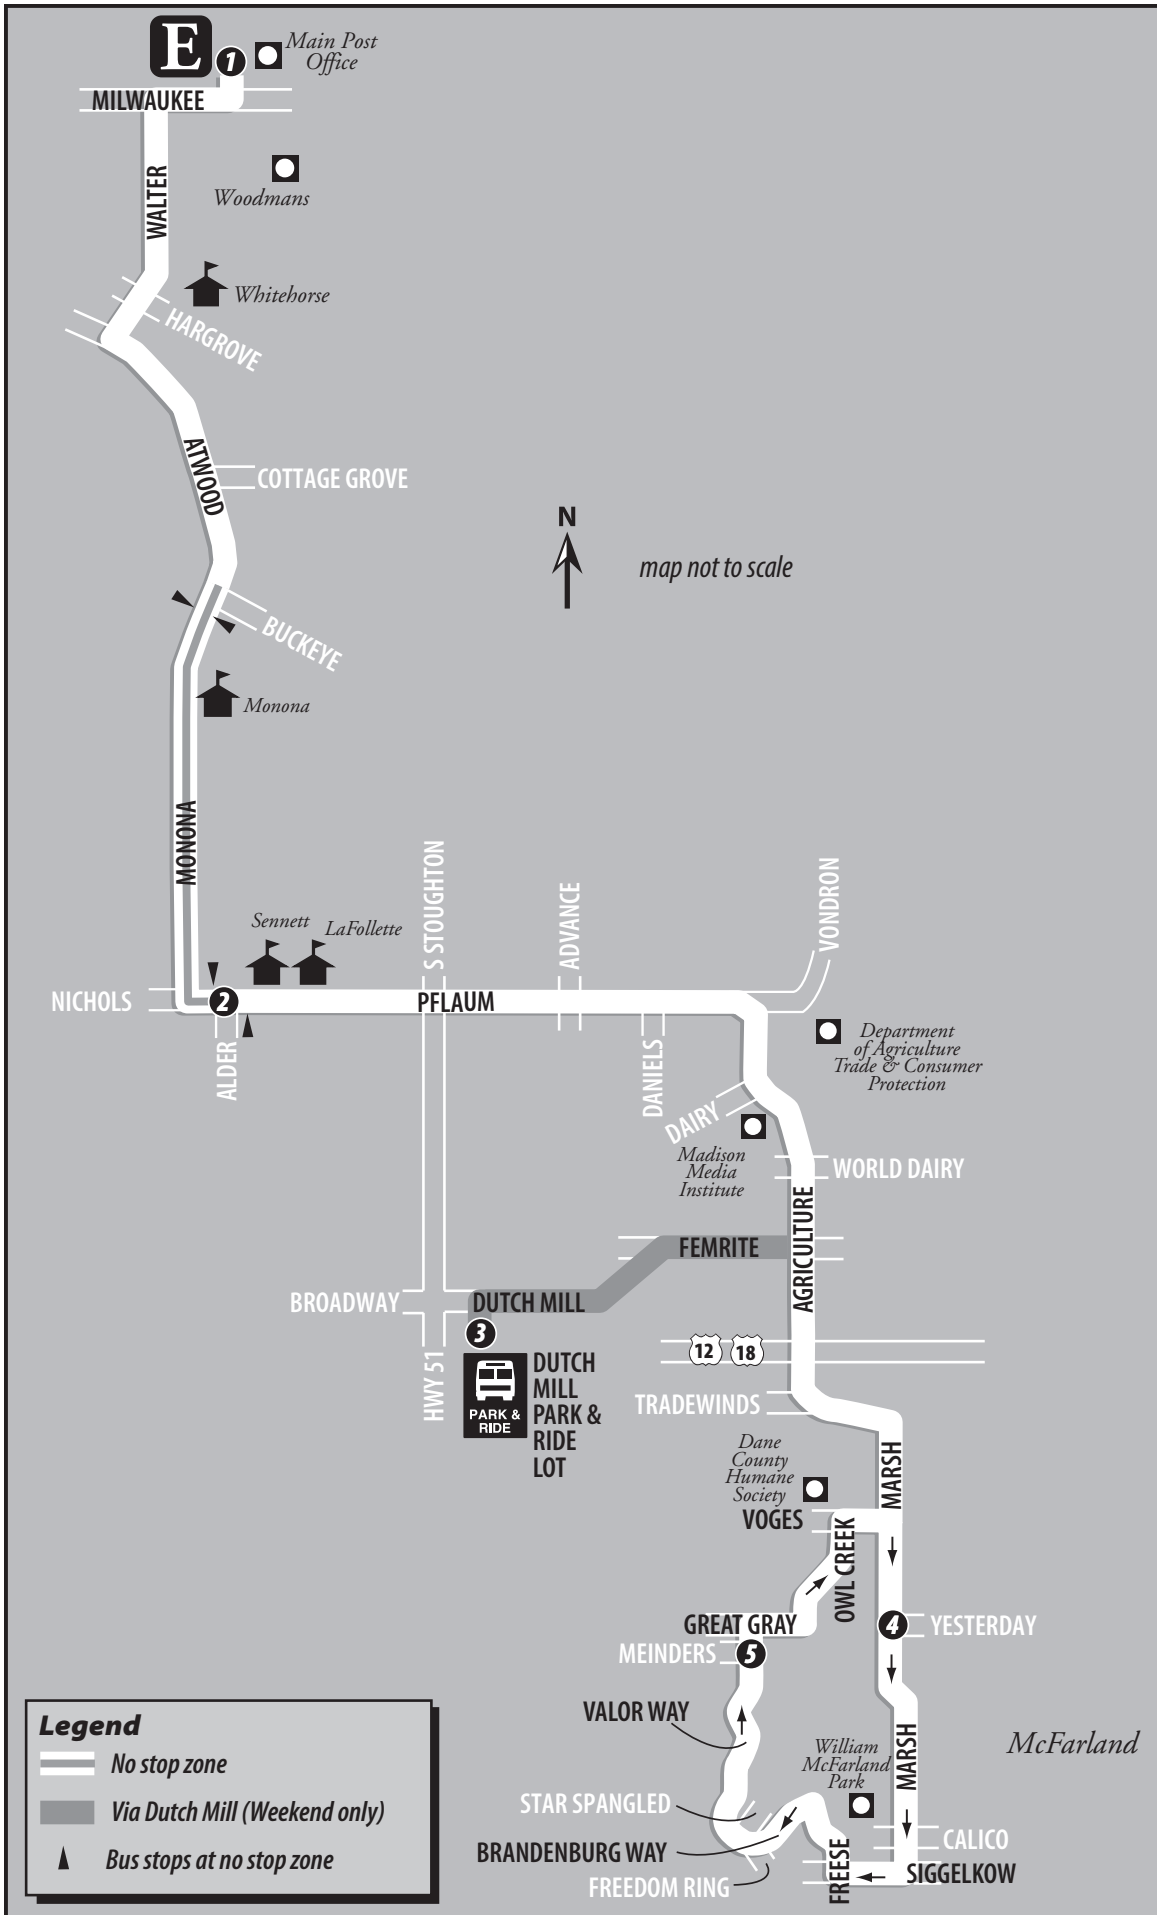 E
1
Main Post
Office
MILWAUKEE
WALTER
Woodmans
Whitehorse
HARGROVE
ATWOOD
COTTAGE GROVE
N
map not to scale
BUCKEYE
Monona
MONONA
S STOUGHTON
ADVANCE
VONDRON
Sennett
LaFollette
NICHOLS
2
PFLAUM
ALDER
DANIELS
Department
of Agriculture
Trade & Consumer
Protection
DAIRY
Madison
Media
Institute
WORLD DAIRY
AGRICULTURE
FEMRITE
BROADWAY
DUTCH MILL
3
HWY 51
PARK &
RIDE
DUTCH
MILL
PARK &
RIDE
LOT
12
18
TRADEWINDS
MARSH
Dane
County
Humane
Society
VOGES
OWL CREEK
GREAT GRAY
4
YESTERDAY
MEINDERS
5
VALOR WAY
MARSH
McFarland
William
McFarland
Park
STAR SPANGLED
CALICO
BRANDENBURG WAY
FREESE
SIGGELKOW
FREEDOM RING
Legend
No stop zone
Via Dutch Mill (Weekend only)
Bus stops at no stop zone